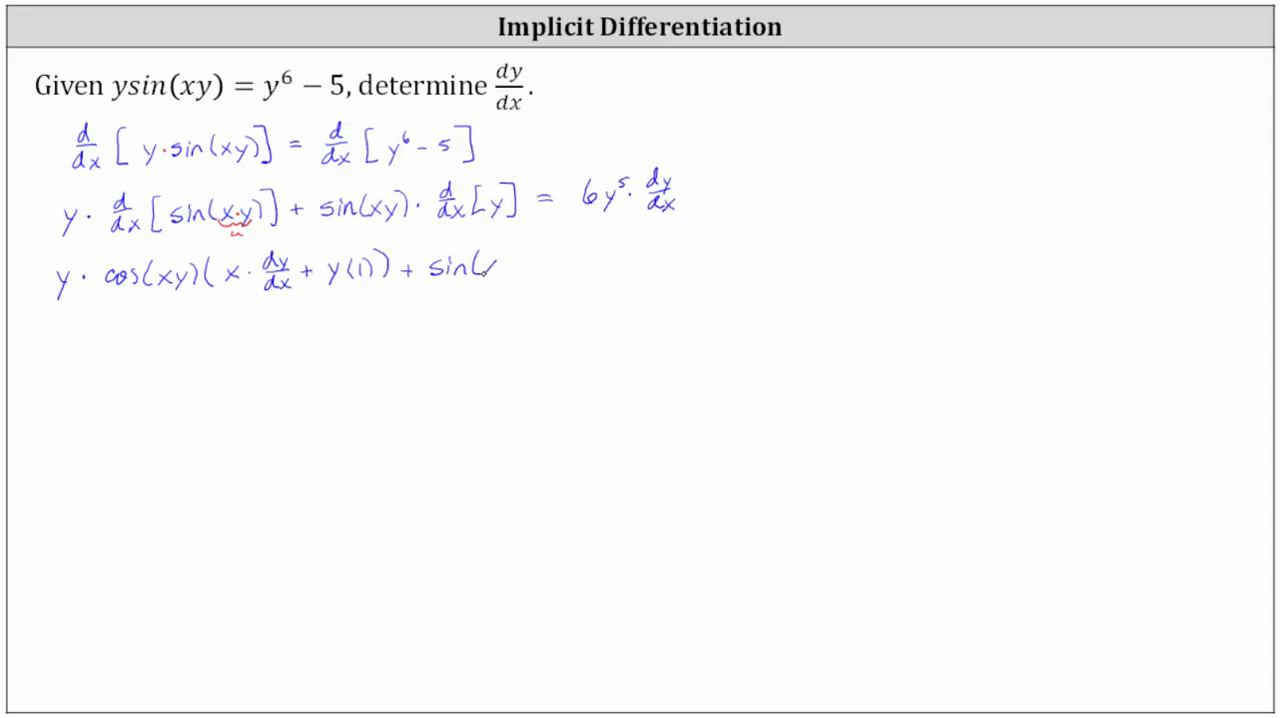 Implicit Differentiation
Given ysin(xy) = y⁶ − 5, determine dy/dx.
d/dx [ y · sin(xy) ] = d/dx [ y⁶ − 5 ]
y · d/dx [ sin(x·y) ] + sin(xy) · d/dx [ y ] = 6y⁵ · dy/dx
u
y · cos(xy)( x · dy/dx + y(1) ) + sin(